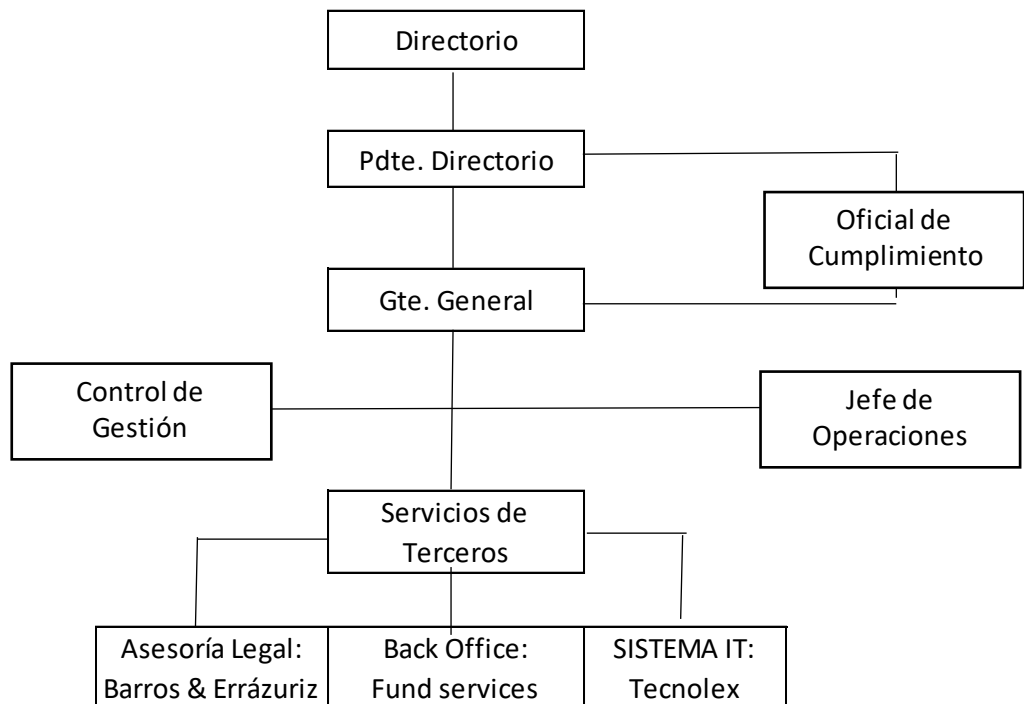 Directorio
Pdte. Directorio
Oficial de
Cumplimiento
Gte. General
Control de
Gestión
Jefe de
Operaciones
Servicios de
Terceros
Asesoría Legal:
Barros & Errázuriz
Back Office:
Fund services
SISTEMA IT:
Tecnolex